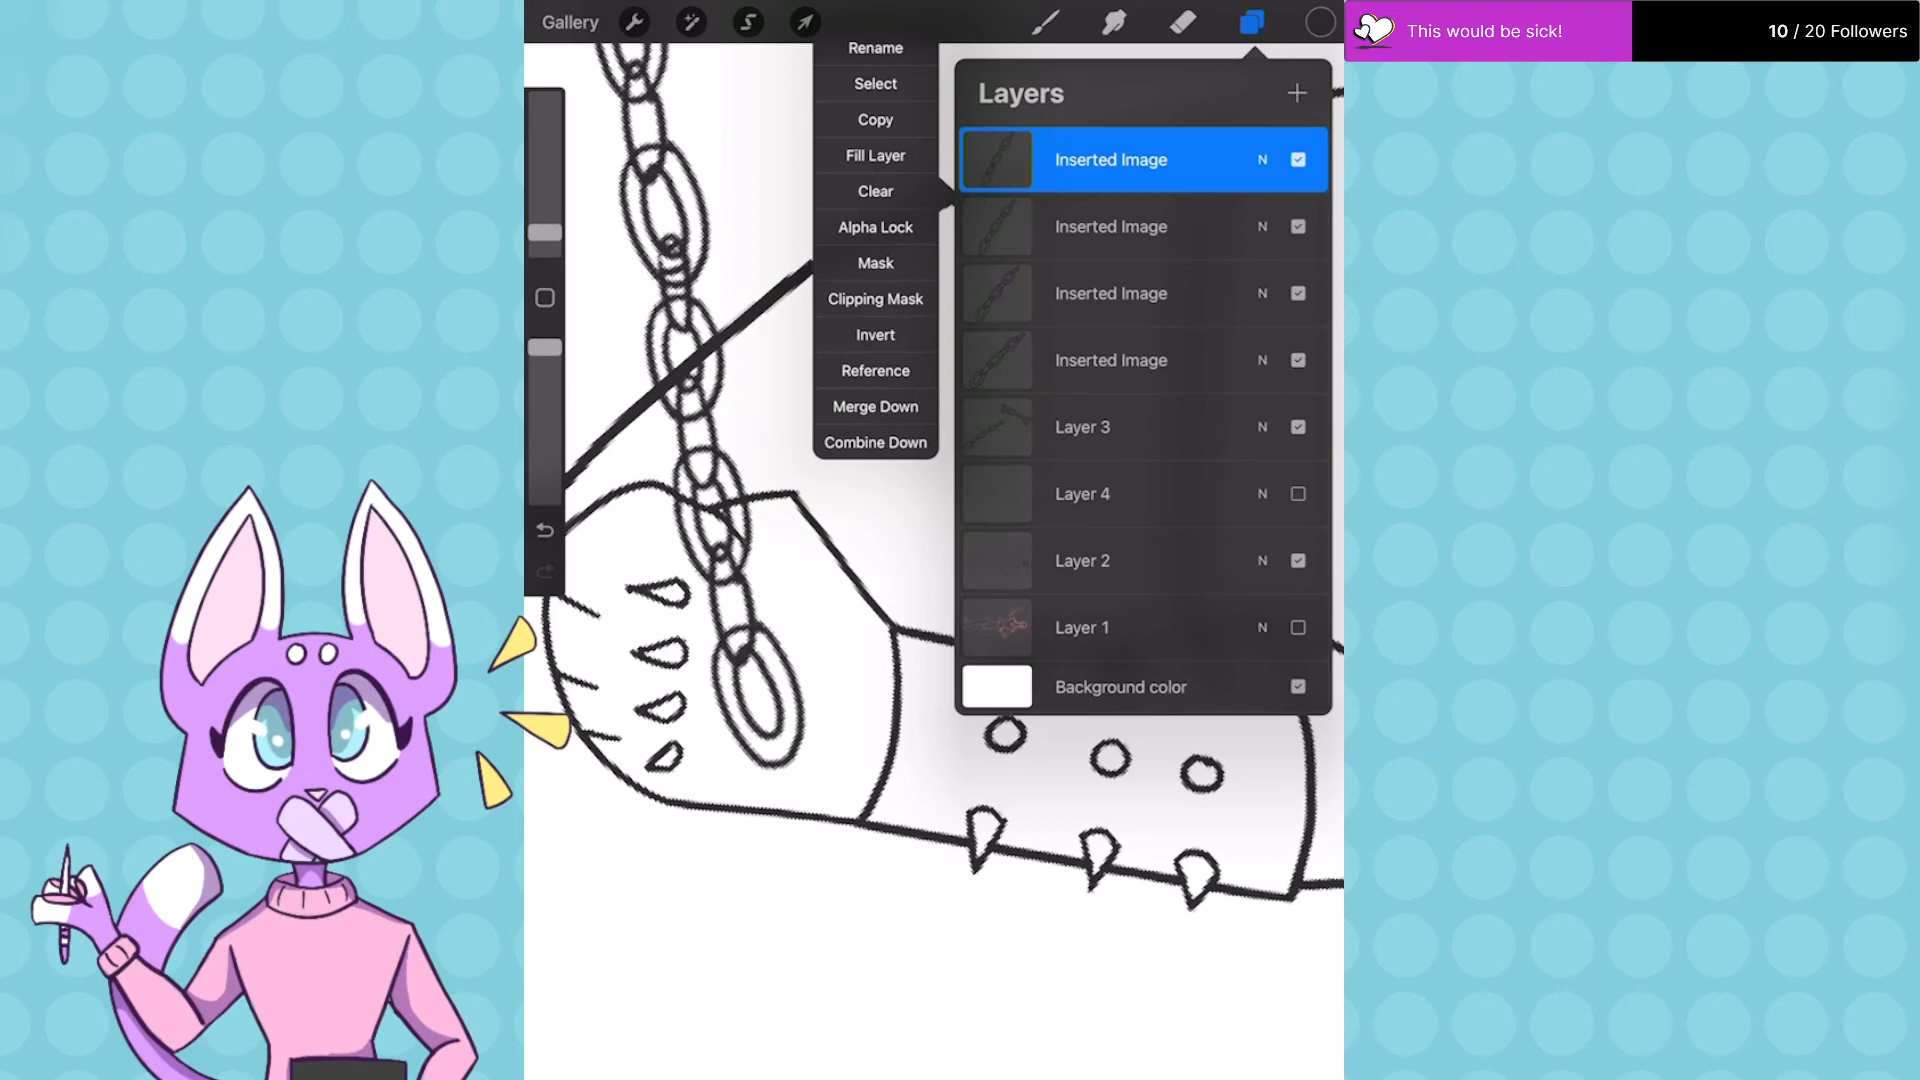 Gallery
Rename
Select
Copy
Fill Layer
Clear
Alpha Lock
Mask
Clipping Mask
Invert
Reference
Merge Down
Combine Down
Layers
Inserted Image N
Inserted Image N
Inserted Image N
Inserted Image N
Layer 3 N
Layer 4 N
Layer 2 N
Layer 1 N
Background color
This would be sick!
10 / 20 Followers